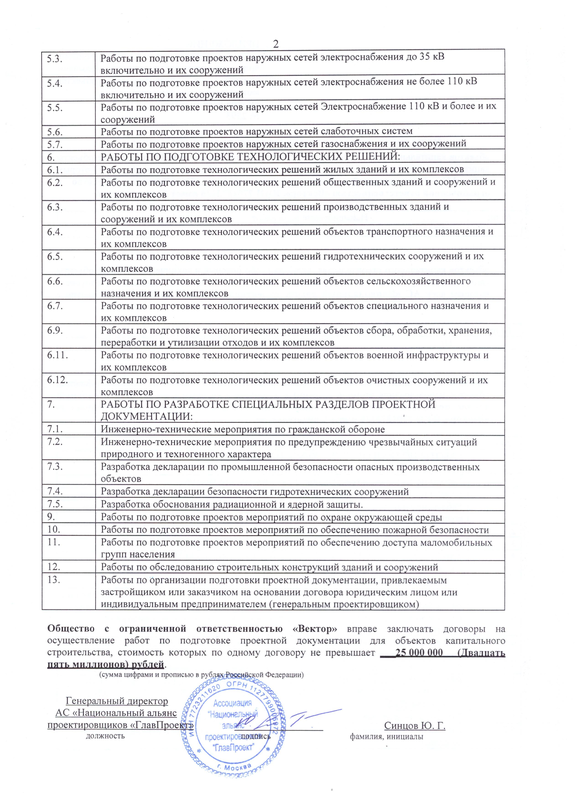 2
5.3. Работы по подготовке проектов наружных сетей электроснабжения до 35 кВ
включительно и их сооружений
5.4. Работы по подготовке проектов наружных сетей электроснабжения не более 110 кВ
включительно и их сооружений
5.5. Работы по подготовке проектов наружных сетей Электроснабжение 110 кВ и более и их
сооружений
5.6. Работы по подготовке проектов наружных сетей слаботочных систем
5.7. Работы по подготовке проектов наружных сетей газоснабжения и их сооружений
6. РАБОТЫ ПО ПОДГОТОВКЕ ТЕХНОЛОГИЧЕСКИХ РЕШЕНИЙ:
6.1. Работы по подготовке технологических решений жилых зданий и их комплексов
6.2. Работы по подготовке технологических решений общественных зданий и сооружений и
их комплексов
6.3. Работы по подготовке технологических решений производственных зданий и
сооружений и их комплексов
6.4. Работы по подготовке технологических решений объектов транспортного назначения и
их комплексов
6.5. Работы по подготовке технологических решений гидротехнических сооружений и их
комплексов
6.6. Работы по подготовке технологических решений объектов сельскохозяйственного
назначения и их комплексов
6.7. Работы по подготовке технологических решений объектов специального назначения и
их комплексов
6.9. Работы по подготовке технологических решений объектов сбора, обработки, хранения,
переработки и утилизации отходов и их комплексов
6.11. Работы по подготовке технологических решений объектов военной инфраструктуры и
их комплексов
6.12. Работы по подготовке технологических решений объектов очистных сооружений и их
комплексов
7. РАБОТЫ ПО РАЗРАБОТКЕ СПЕЦИАЛЬНЫХ РАЗДЕЛОВ ПРОЕКТНОЙ
ДОКУМЕНТАЦИИ:
7.1. Инженерно-технические мероприятия по гражданской обороне
7.2. Инженерно-технические мероприятия по предупреждению чрезвычайных ситуаций
природного и техногенного характера
7.3. Разработка декларации по промышленной безопасности опасных производственных
объектов
7.4. Разработка декларации безопасности гидротехнических сооружений
7.5. Разработка обоснования радиационной и ядерной защиты.
9. Работы по подготовке проектов мероприятий по охране окружающей среды
10. Работы по подготовке проектов мероприятий по обеспечению пожарной безопасности
11. Работы по подготовке проектов мероприятий по обеспечению доступа маломобильных
групп населения
12. Работы по обследованию строительных конструкций зданий и сооружений
13. Работы по организации подготовки проектной документации, привлекаемым
застройщиком или заказчиком на основании договора юридическим лицом или
индивидуальным предпринимателем (генеральным проектировщиком)
Общество с ограниченной ответственностью «Вектор» вправе заключать договоры на
осуществление работ по подготовке проектной документации для объектов капитального
строительства, стоимость которых по одному договору не превышает 25 000 000 (Двадцать
пять миллионов) рублей.
(сумма цифрами и прописью в рублях Российской Федерации)
Генеральный директор
АС «Национальный альянс
проектировщиков «ГлавПроект» Синцов Ю. Г.
должность подпись фамилия, инициалы
Ассоциация
"Национальный
альянс
проектировщиков
"ГлавПроект"
г. Москва